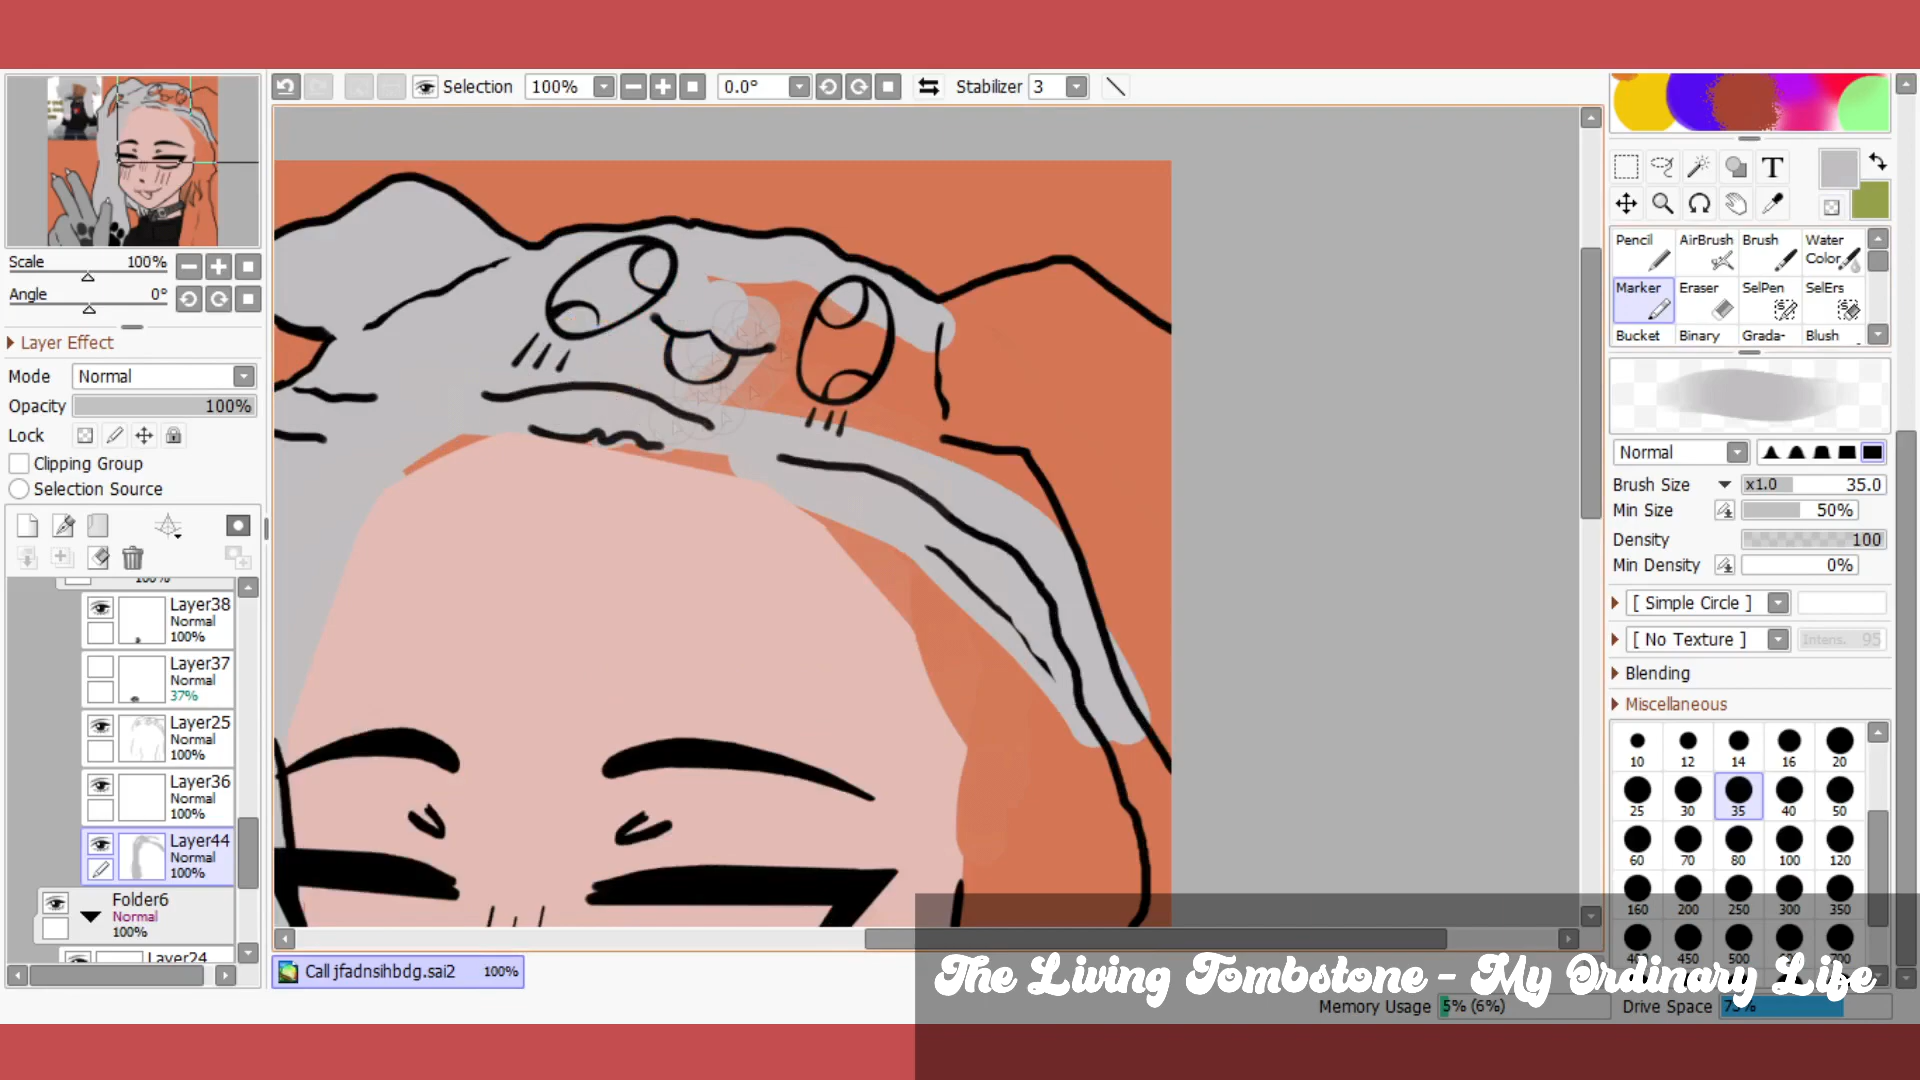 Selection 100% 0.0° Stabilizer 3
Scale 100%
Angle 0°
Layer Effect
Mode Normal
Opacity 100%
Lock
Clipping Group
Selection Source
Layer38
Normal
100%
Layer37
Normal
37%
Layer25
Normal
100%
Layer36
Normal
100%
Layer44
Normal
100%
Folder6
Normal
100%
Layer24
Call jfadnsihbdg.sai2 100%
T
Pencil AirBrush Brush Water Color
Marker Eraser SelPen SelErs
Bucket Binary Grada- Blush
Normal
Brush Size x1.0 35.0
Min Size 50%
Density 100
Min Density 0%
[ Simple Circle ]
[ No Texture ] Intens. 95
Blending
Miscellaneous
10 12 14 16 20
25 30 35 40 50
60 70 80 100 120
160 200 250 300 350
450 500
The Living Tombstone - My Ordinary Life
Memory Usage 5% (6%) Drive Space 75%